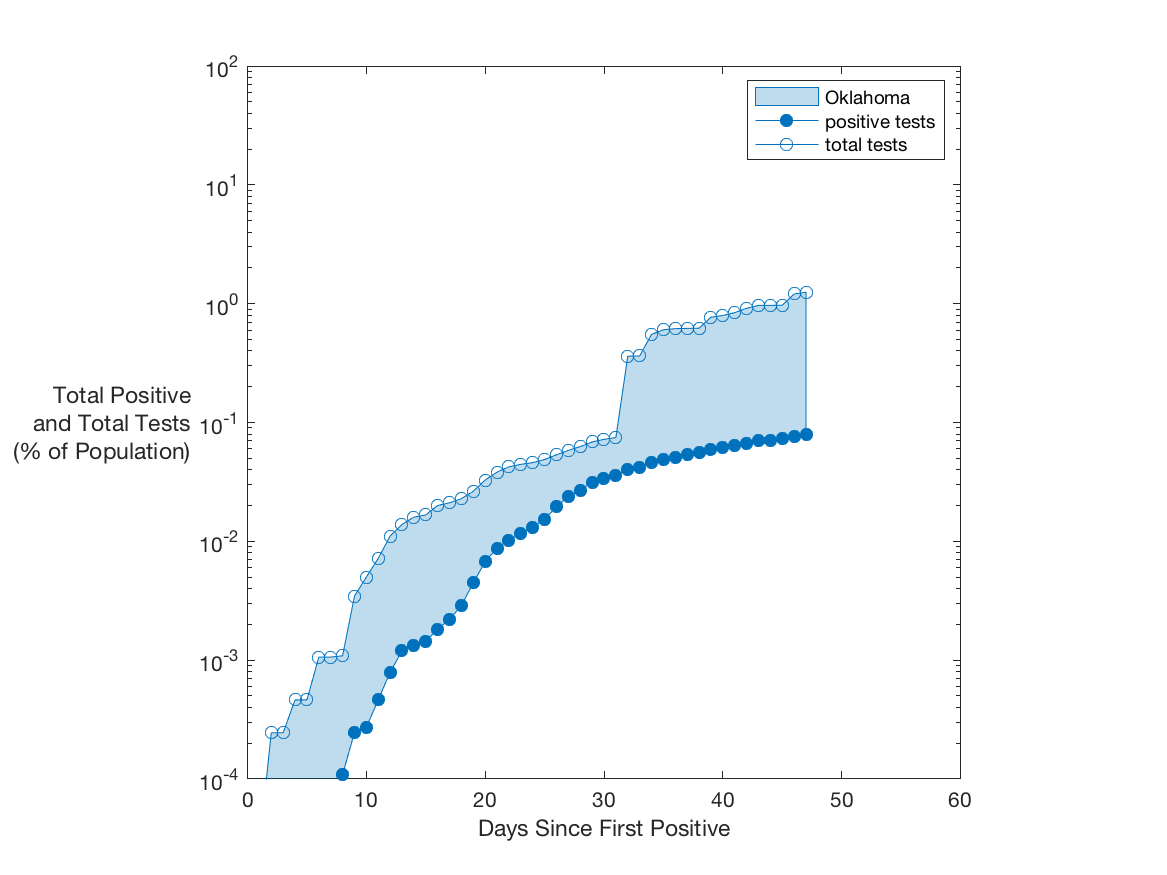 10^2
10^1
10^0
10^-1
10^-2
10^-3
10^-4
Total Positive
and Total Tests
(% of Population)
Oklahoma
positive tests
total tests
0 10 20 30 40 50 60
Days Since First Positive